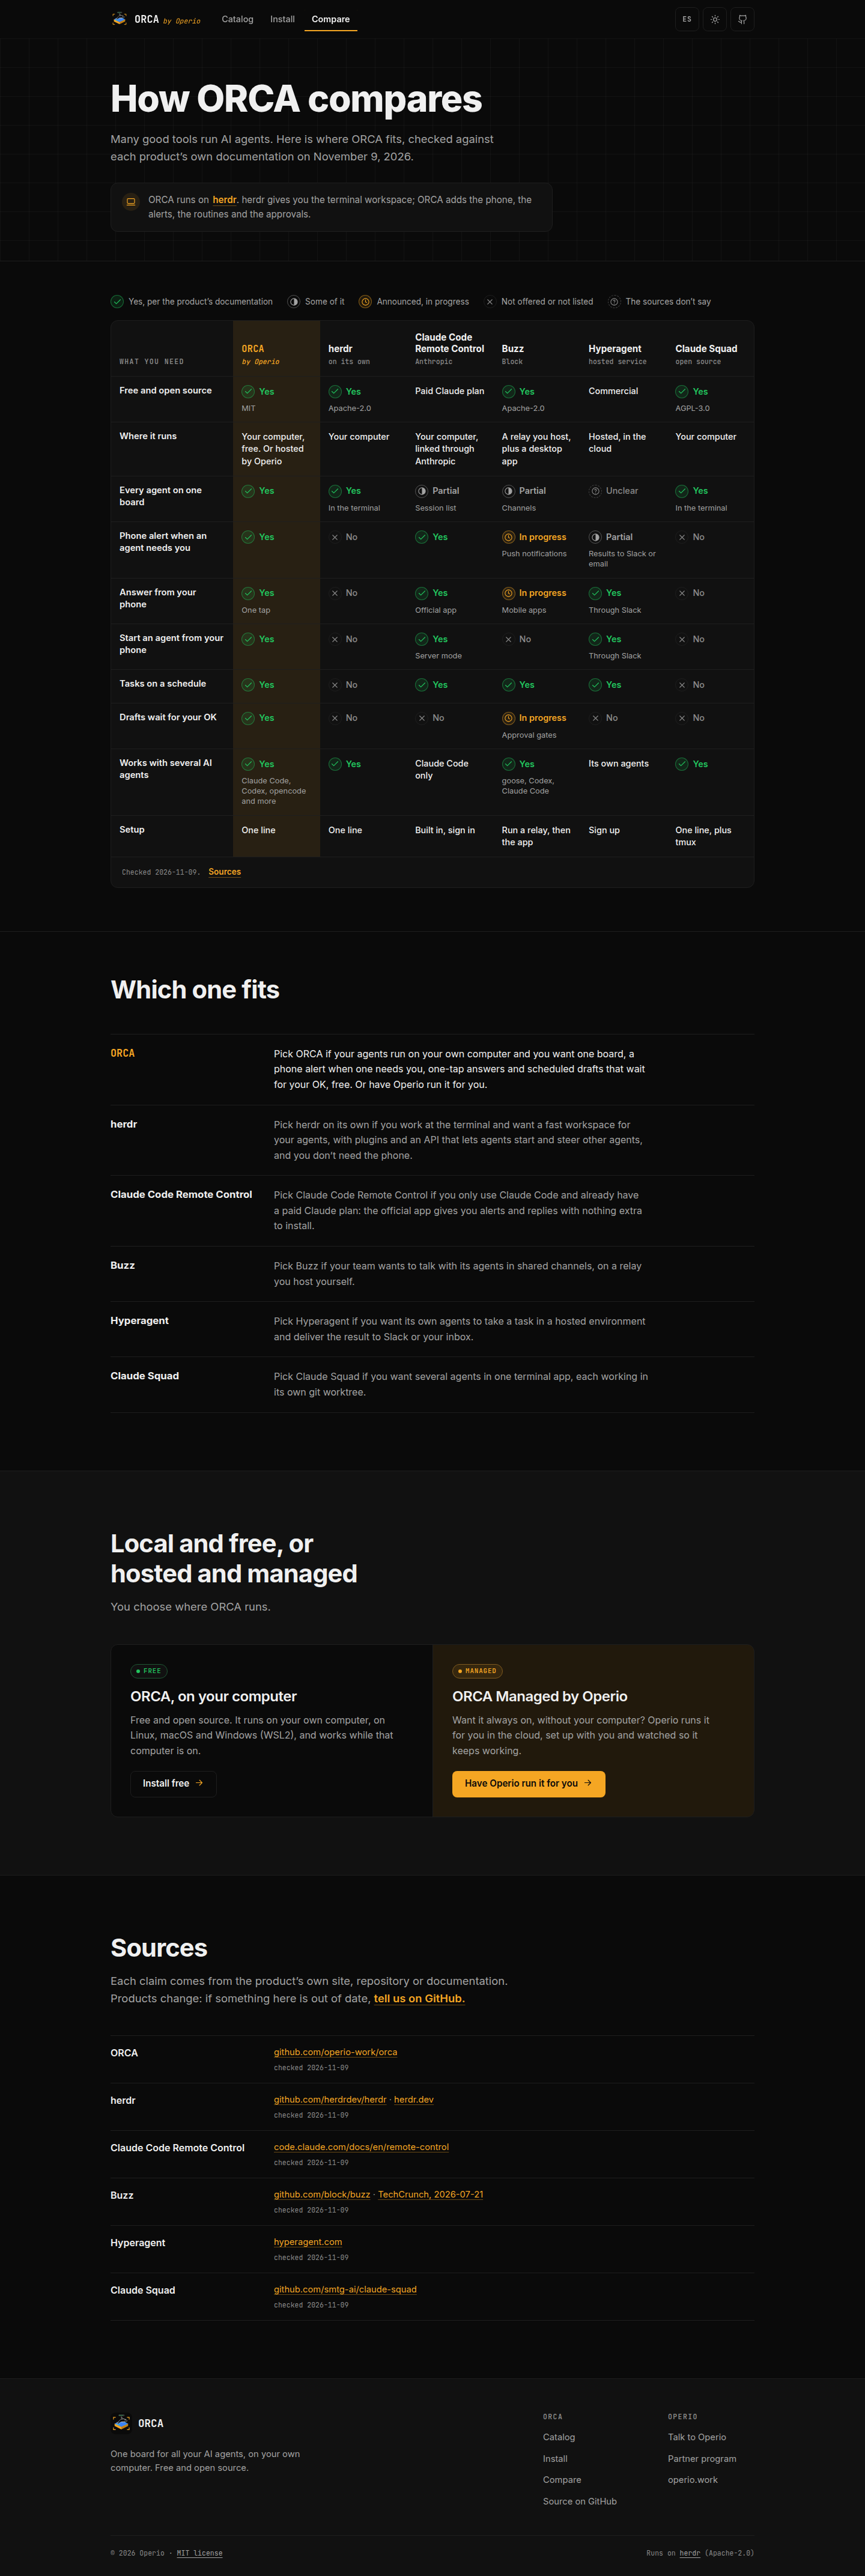 ORCA by Operio Catalog Install Compare ES
How ORCA compares
Many good tools run AI agents. Here is where ORCA fits, checked against
each product’s own documentation on November 9, 2026.
ORCA runs on herdr. herdr gives you the terminal workspace; ORCA adds the phone, the
alerts, the routines and the approvals.
Yes, per the product’s documentation Some of it Announced, in progress Not offered or not listed The sources don’t say
WHAT YOU NEED
ORCA
by Operio
herdr
on its own
Claude Code
Remote Control
Anthropic
Buzz
Block
Hyperagent
hosted service
Claude Squad
open source
Free and open source
Yes
MIT
Yes
Apache-2.0
Paid Claude plan
Yes
Apache-2.0
Commercial
Yes
AGPL-3.0
Where it runs
Your computer,
free. Or hosted
by Operio
Your computer
Your computer,
linked through
Anthropic
A relay you host,
plus a desktop
app
Hosted, in the
cloud
Your computer
Every agent on one
board
Yes
Yes
In the terminal
Partial
Session list
Partial
Channels
Unclear
Yes
In the terminal
Phone alert when an
agent needs you
Yes
No
Yes
In progress
Push notifications
Partial
Results to Slack or
email
No
Answer from your
phone
Yes
One tap
No
Yes
Official app
In progress
Mobile apps
Yes
Through Slack
No
Start an agent from your
phone
Yes
No
Yes
Server mode
No
Yes
Through Slack
No
Tasks on a schedule
Yes
No
Yes
Yes
Yes
No
Drafts wait for your OK
Yes
No
No
In progress
Approval gates
No
No
Works with several AI
agents
Yes
Claude Code,
Codex, opencode
and more
Yes
Claude Code
only
Yes
goose, Codex,
Claude Code
Its own agents
Yes
Setup
One line
One line
Built in, sign in
Run a relay, then
the app
Sign up
One line, plus
tmux
Checked 2026-11-09. Sources
Which one fits
ORCA
Pick ORCA if your agents run on your own computer and you want one board, a
phone alert when one needs you, one-tap answers and scheduled drafts that wait
for your OK, free. Or have Operio run it for you.
herdr
Pick herdr on its own if you work at the terminal and want a fast workspace for
your agents, with plugins and an API that lets agents start and steer other agents,
and you don’t need the phone.
Claude Code Remote Control
Pick Claude Code Remote Control if you only use Claude Code and already have
a paid Claude plan: the official app gives you alerts and replies with nothing extra
to install.
Buzz
Pick Buzz if your team wants to talk with its agents in shared channels, on a relay
you host yourself.
Hyperagent
Pick Hyperagent if you want its own agents to take a task in a hosted environment
and deliver the result to Slack or your inbox.
Claude Squad
Pick Claude Squad if you want several agents in one terminal app, each working in
its own git worktree.
Local and free, or
hosted and managed
You choose where ORCA runs.
FREE
ORCA, on your computer
Free and open source. It runs on your own computer, on
Linux, macOS and Windows (WSL2), and works while that
computer is on.
Install free →
MANAGED
ORCA Managed by Operio
Want it always on, without your computer? Operio runs it
for you in the cloud, set up with you and watched so it
keeps working.
Have Operio run it for you →
Sources
Each claim comes from the product’s own site, repository or documentation.
Products change: if something here is out of date, tell us on GitHub.
ORCA
github.com/operio-work/orca
checked 2026-11-09
herdr
github.com/herdrdev/herdr · herdr.dev
checked 2026-11-09
Claude Code Remote Control
code.claude.com/docs/en/remote-control
checked 2026-11-09
Buzz
github.com/block/buzz · TechCrunch, 2026-07-21
checked 2026-11-09
Hyperagent
hyperagent.com
checked 2026-11-09
Claude Squad
github.com/smtg-ai/claude-squad
checked 2026-11-09
ORCA
One board for all your AI agents, on your own
computer. Free and open source.
ORCA
Catalog
Install
Compare
Source on GitHub
OPERIO
Talk to Operio
Partner program
operio.work
© 2026 Operio · MIT license
Runs on herdr (Apache-2.0)